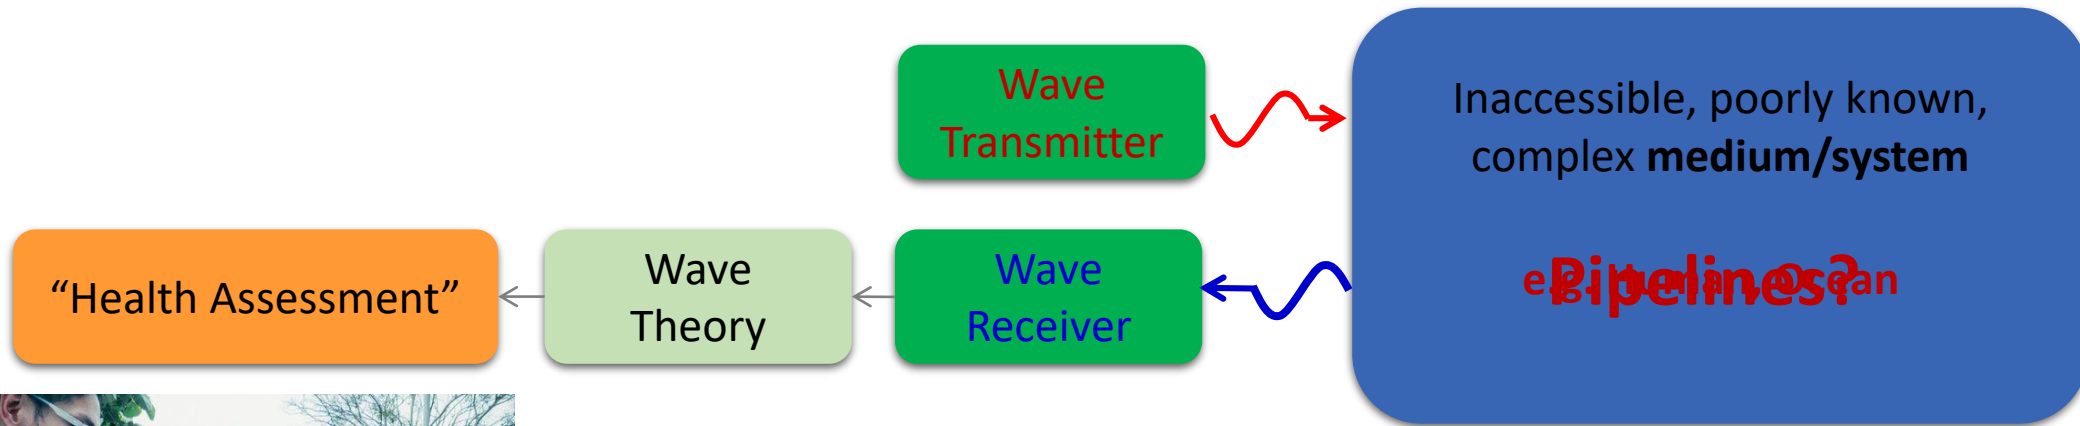 Wave
Transmitter
Inaccessible, poorly known,
complex medium/system
“Health Assessment”
Wave
Theory
Wave
Receiver
Pipelines?